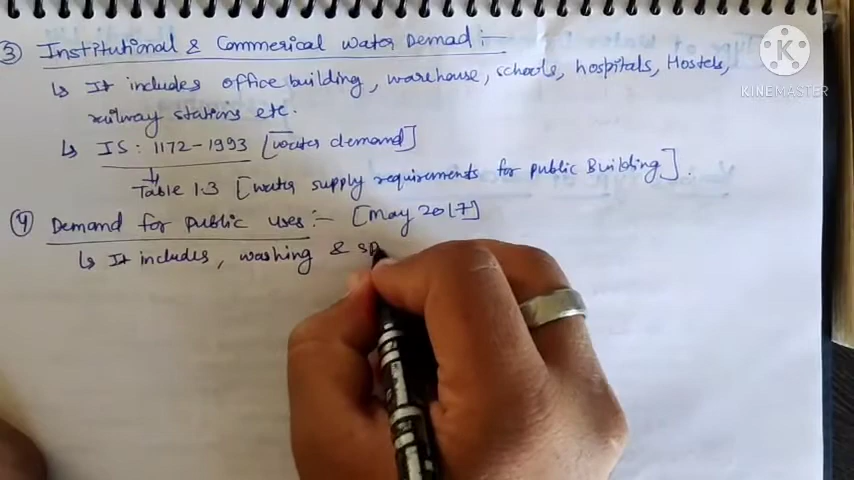 ③ Institutional & Commerical water Demad :-
↳ It includes office building, warehouse, schools, hospitals, Hostels,
railway stations etc.
↳ IS: 1172-1993 [water demand]
Table 1.3 [water supply requirements for public Building].
④ Demand for public uses :- [May 2017]
↳ It includes, washing & sp
KINEMASTER